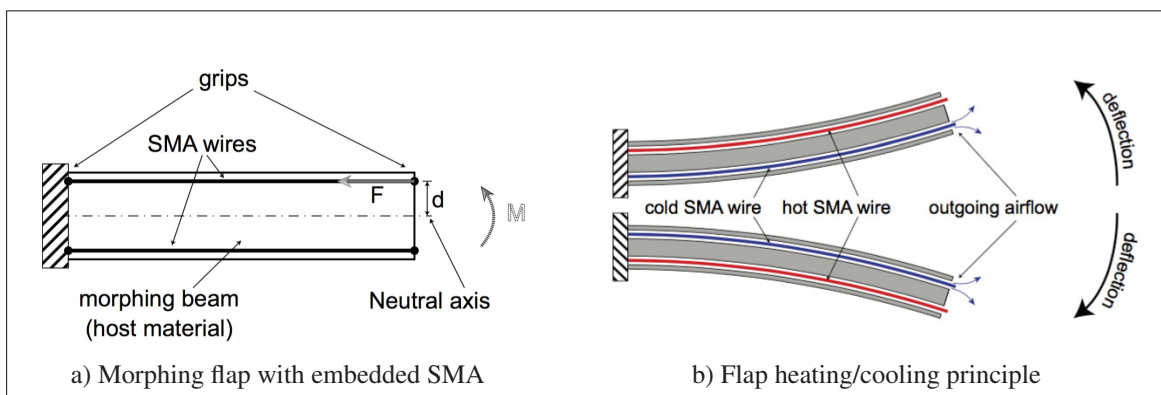 grips
SMA wires
F
d
M
morphing beam
(host material)
Neutral axis
a) Morphing flap with embedded SMA
deflection
cold SMA wire
hot SMA wire
outgoing airflow
deflection
b) Flap heating/cooling principle